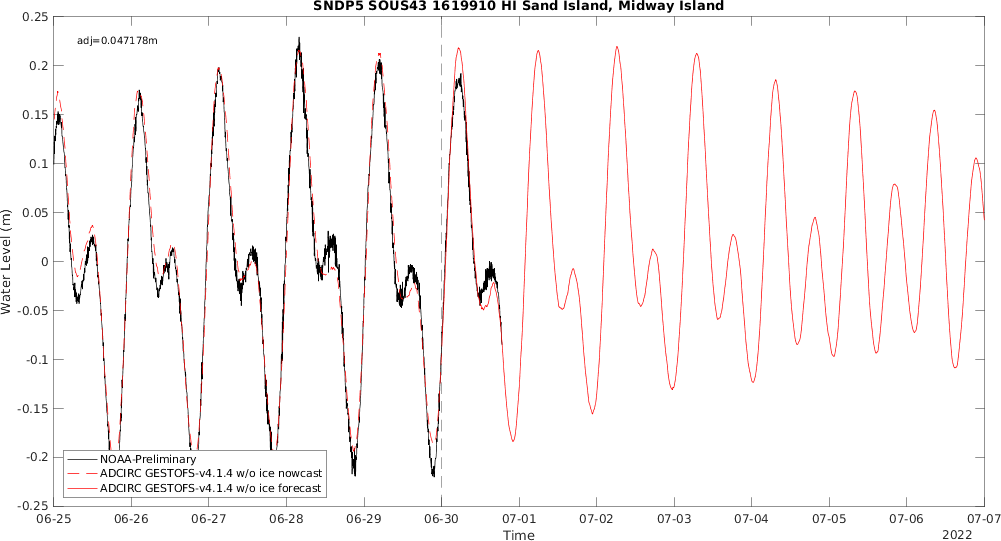 SNDP5 SOUS43 1619910 HI Sand Island, Midway Island
adj=0.047178m
0.25
0.2
0.15
0.1
0.05
0
-0.05
-0.1
-0.15
-0.2
-0.25
Water Level (m)
NOAA-Preliminary
ADCIRC GESTOFS-v4.1.4 w/o ice nowcast
ADCIRC GESTOFS-v4.1.4 w/o ice forecast
06-25 06-26 06-27 06-28 06-29 06-30 07-01 07-02 07-03 07-04 07-05 07-06 07-07
Time
2022